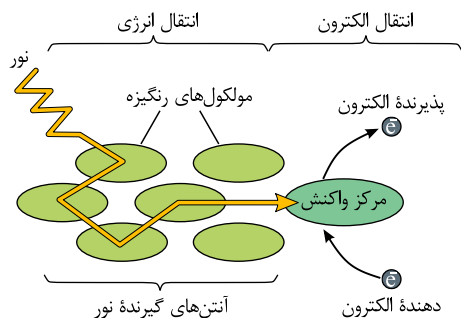 انتقال الکترون
انتقال انرژی
نور
مولکول‌های رنگیزه
پذیرندهٔ الکترون
ē
مرکز واکنش
ē
آنتن‌های گیرندهٔ نور
دهندهٔ الکترون